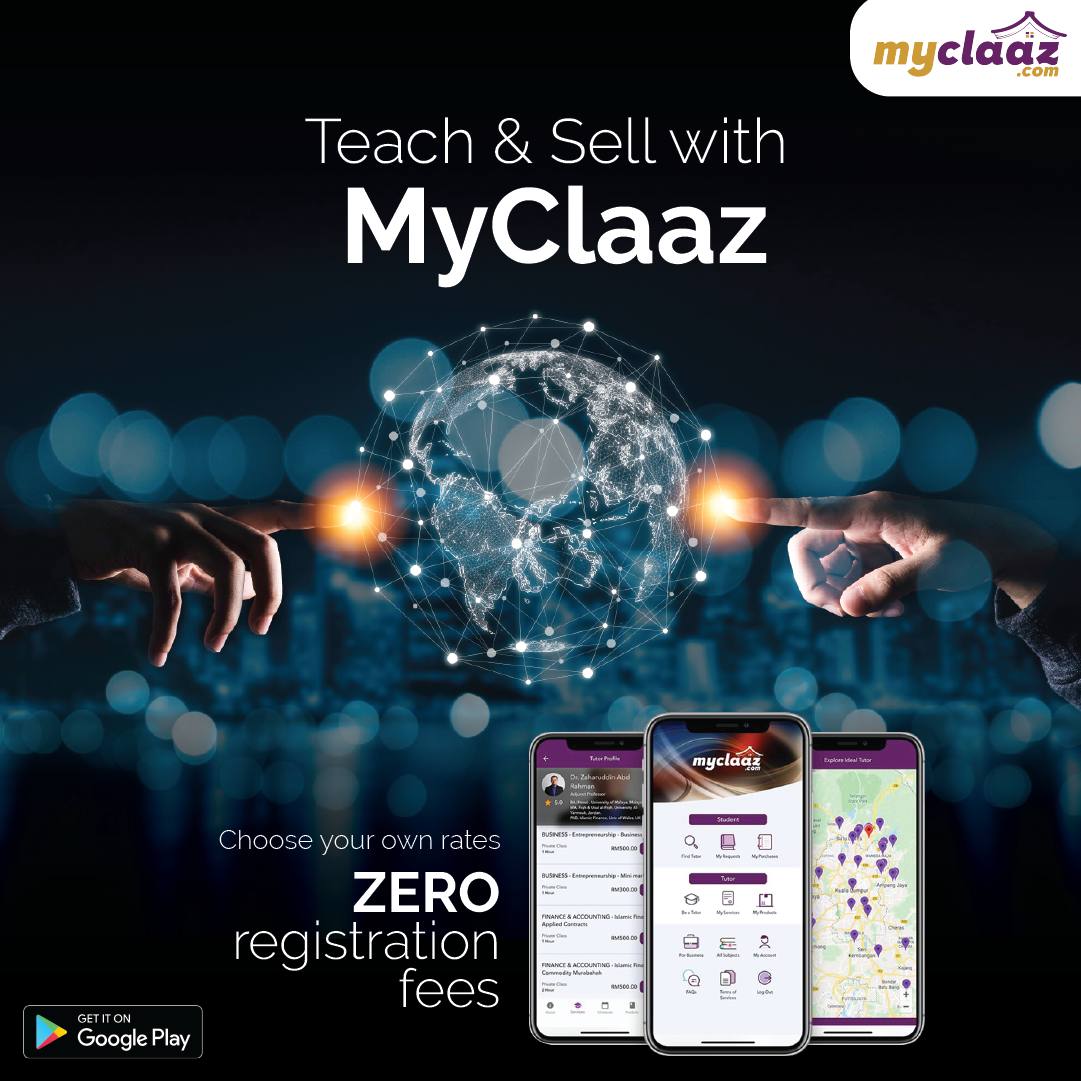 myclaaz
.com
Teach & Sell with
MyClaaz
Choose your own rates
ZERO
registration
fees
GET IT ON
Google Play
Tutor Profile
Dr. Zaharuddin Abd
Rahman
Adjunct Professor
5.0
BUSINESS - Entrepreneurship - Business
Private Class
1 Hour
RM500.00
BUSINESS - Entrepreneurship - Mini
Private Class
1 Hour
RM300.00
FINANCE & ACCOUNTING - Islamic
Applied Contracts
Private Class
1 Hour
RM500.00
FINANCE & ACCOUNTING - Islamic
Commodity Murabahah
Private Class
2 Hour
RM500.00
Services
myclaaz
.com
Student
Find Tutor
My Requests
My Purchases
Tutor
Be a Tutor
My Services
My Products
For Business
All Subjects
My Account
FAQs
Terms of
Services
Log Out
Explore Ideal Tutor
Kuala Lumpur
Ampang Jaya
Cheras
Seri
Kembangan
Kajang
PUTRAJAYA